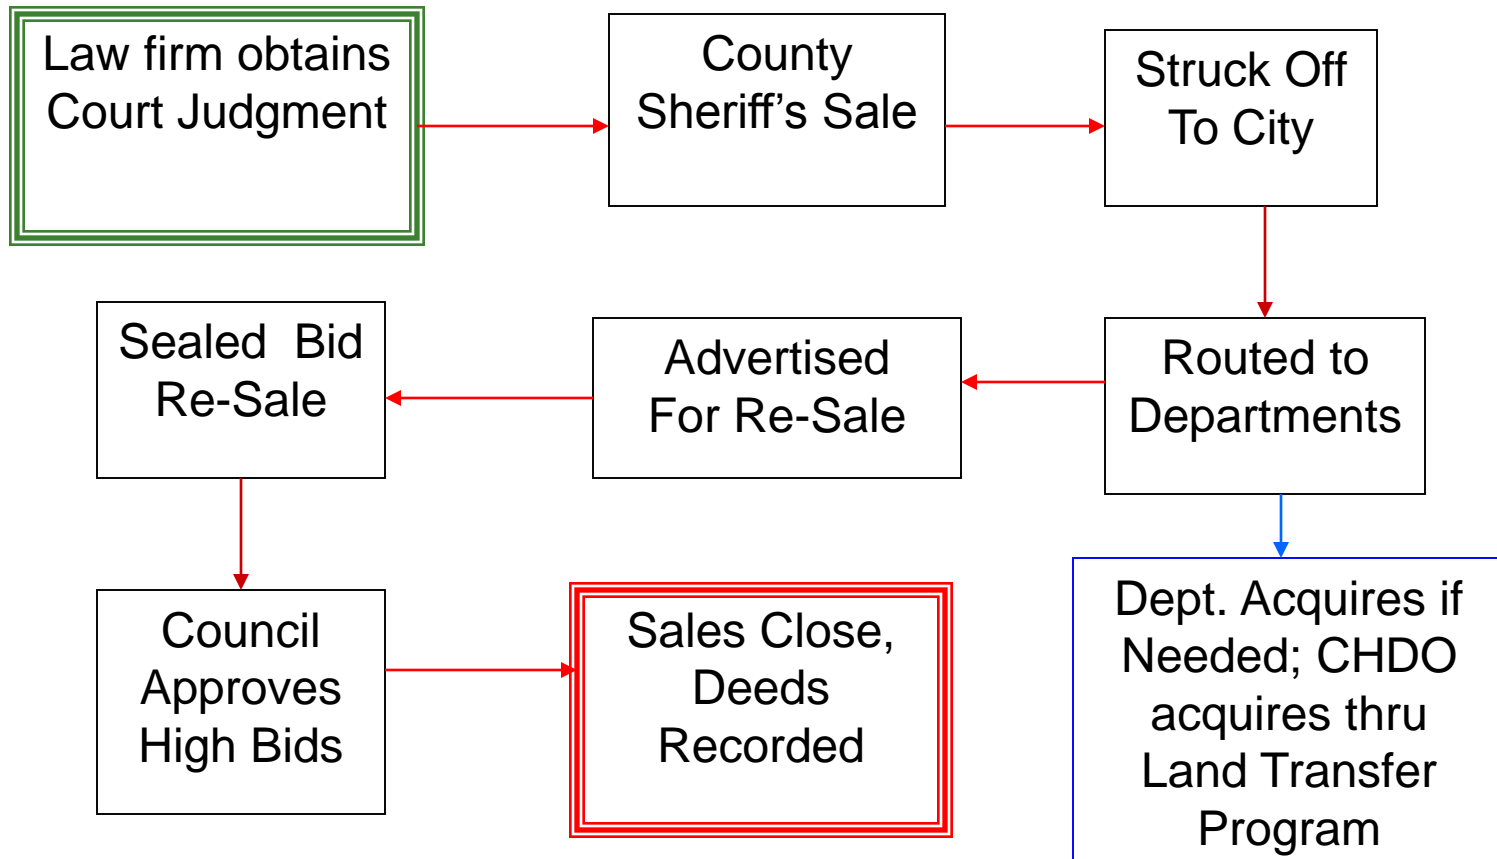 Law firm obtains
Court Judgment
County
Sheriff's Sale
Struck Off
To City
Routed to
Departments
Advertised
For Re-Sale
Sealed  Bid
Re-Sale
Council
Approves
High Bids
Sales Close,
Deeds
Recorded
Dept. Acquires if
Needed; CHDO
acquires thru
Land Transfer
Program